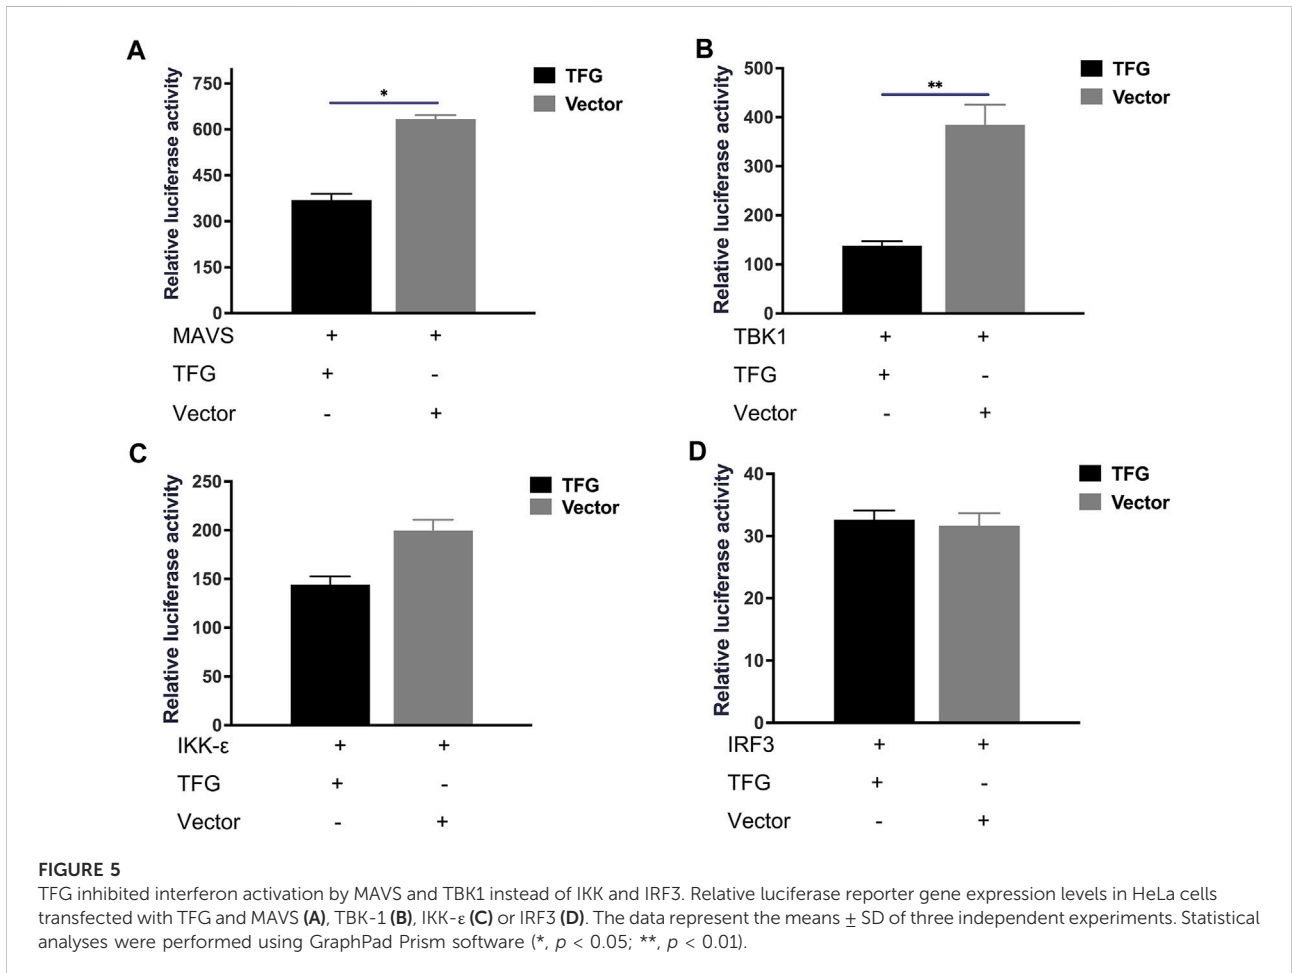 A
Relative luciferase activity
750
600
450
300
150
0
*
TFG
Vector
MAVS + +
TFG + -
Vector - +
B
Relative luciferase activity
500
400
300
200
100
0
**
TFG
Vector
TBK1 + +
TFG + -
Vector - +
C
Relative luciferase activity
250
200
150
100
50
0
TFG
Vector
IKK-ε + +
TFG + -
Vector - +
D
Relative luciferase activity
40
30
20
10
0
TFG
Vector
IRF3 + +
TFG + -
Vector - +
FIGURE 5
TFG inhibited interferon activation by MAVS and TBK1 instead of IKK and IRF3. Relative luciferase reporter gene expression levels in HeLa cells
transfected with TFG and MAVS (A), TBK-1 (B), IKK-ε (C) or IRF3 (D). The data represent the means ± SD of three independent experiments. Statistical
analyses were performed using GraphPad Prism software (*, p < 0.05; **, p < 0.01).